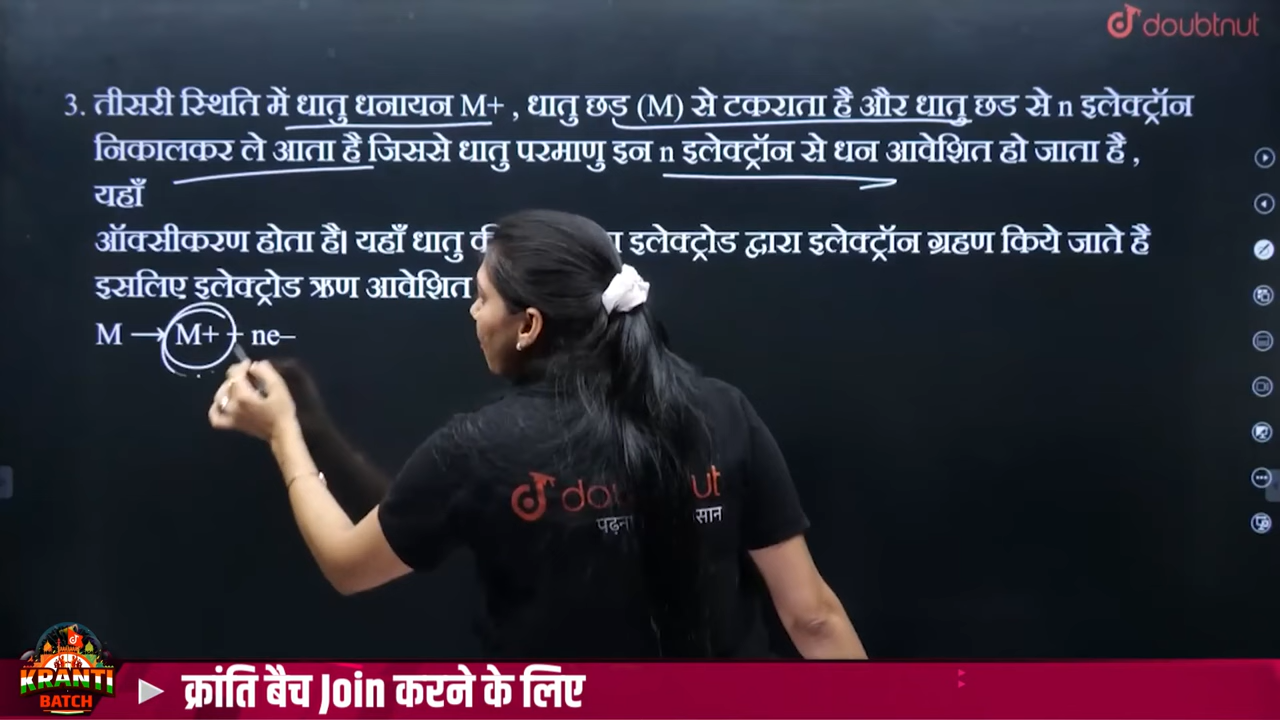 doubtnut
3. तीसरी स्थिति में धातु धनायन M+ , धातु छड (M) से टकराता है और धातु छड से n इलेक्ट्रॉन
निकालकर ले आता है जिससे धातु परमाणु इन n इलेक्ट्रॉन से धन आवेशित हो जाता है ,
यहाँ
ऑक्सीकरण होता है। यहाँ धातु इलेक्ट्रोड द्वारा इलेक्ट्रॉन ग्रहण किये जाते है
इसलिए इलेक्ट्रोड ऋण आवेशित
M → M+ + ne–
KRANTI
BATCH
क्रांति बैच Join करने के लिए